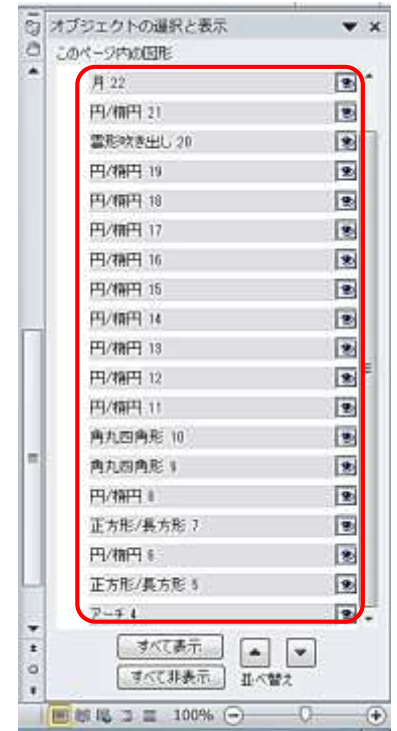 オブジェクトの選択と表示
このページ内の図形
月 22
円/楕円 21
雲形吹き出し 20
円/楕円 19
円/楕円 18
円/楕円 17
円/楕円 16
円/楕円 15
円/楕円 14
円/楕円 13
円/楕円 12
円/楕円 11
角丸四角形 10
角丸四角形 9
円/楕円 8
正方形/長方形 7
円/楕円 6
正方形/長方形 5
アーチ 4
すべて表示
すべて非表示
並べ替え
100%